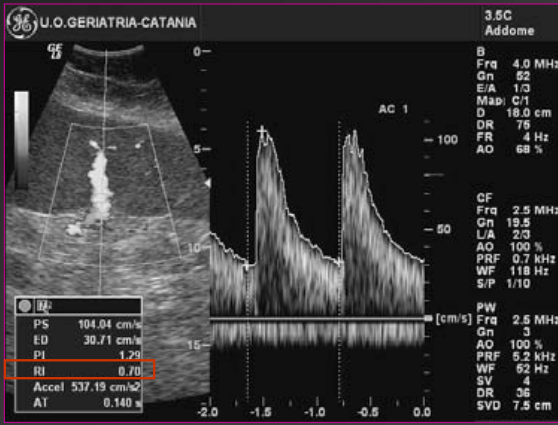 GE U.O.GERIATRIA-CATANIA
3.5C
Addome
GE
L5
B
Frq 4.0 MHz
Gn 52
E/A 1/3
Map: C/1
D 18.0 cm
DR 75
FR 4 Hz
AO 68 %
CF
Frq 2.5 MHz
Gn 19.5
L/A 2/3
AO 100 %
PRF 0.7 kHz
WF 118 Hz
S/P 1/10
PW
Frq 2.5 MHz
Gn 3
AO 100 %
PRF 5.2 kHz
WF 52 Hz
SV 4
DR 36
SVD 7.5 cm
0
5
10
15
AC 1
100
50
[cm/s]
-2.0 -1.5 -1.0 -0.5 0.0
PS 104.04 cm/s
ED 30.71 cm/s
PI 1.29
RI 0.70
Accel 537.19 cm/s2
AT 0.140 s